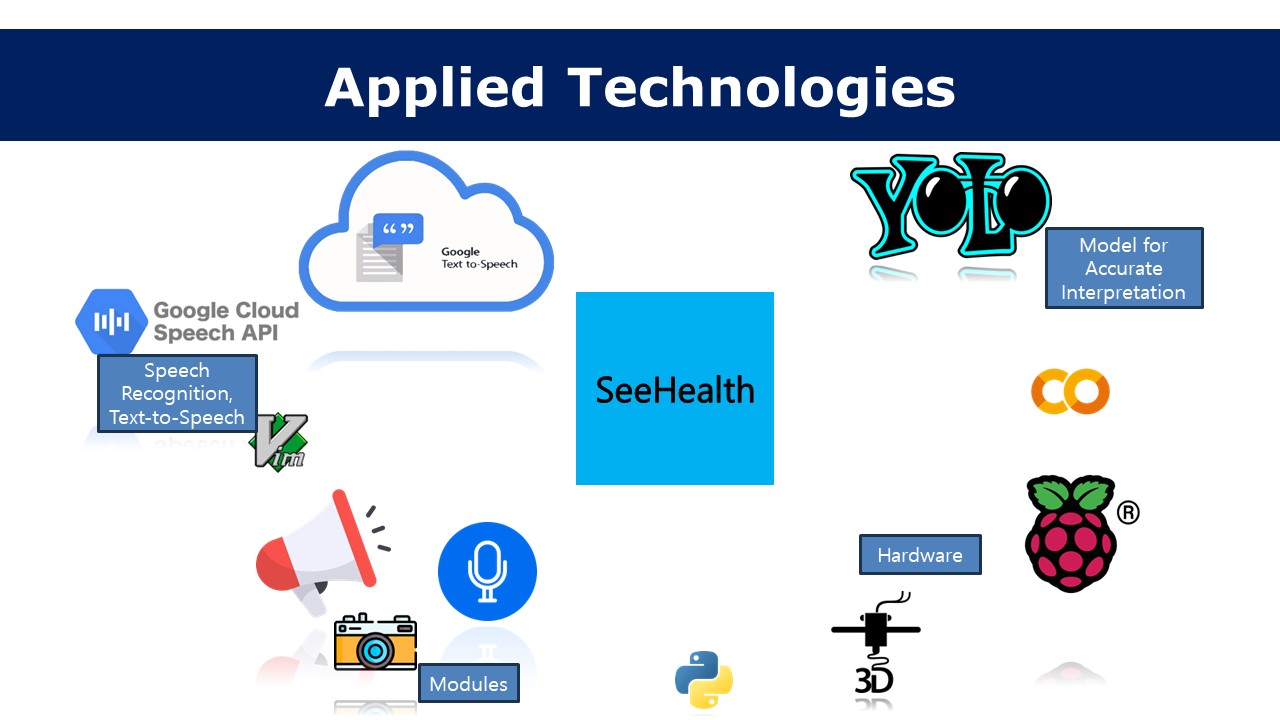 Applied Technologies
YOLO
“ ”
Google
Text to-Speech
Model for
Accurate
Interpretation
Google Cloud
Speech API
SeeHealth
Speech
Recognition,
Text-to-Speech
Vim
®
Hardware
3D
Modules